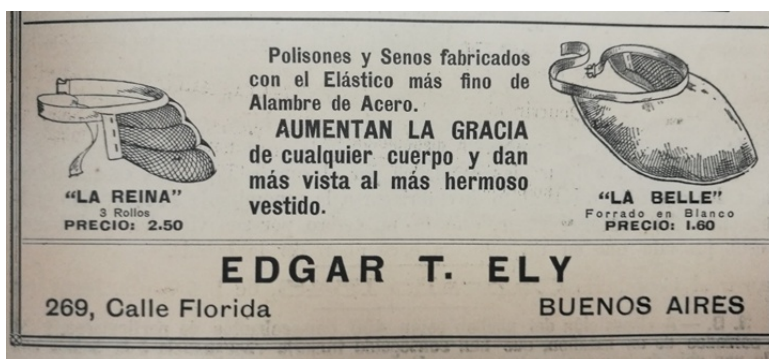 Polisones y Senos fabricados
con el Elástico más fino de
Alambre de Acero.
AUMENTAN LA GRACIA
de cualquier cuerpo y dan
más vista al más hermoso
vestido.
"LA REINA"
3 Rollos
PRECIO: 2.50
"LA BELLE"
Forrado en Blanco
PRECIO: 1.60
EDGAR T. ELY
269, Calle Florida
BUENOS AIRES